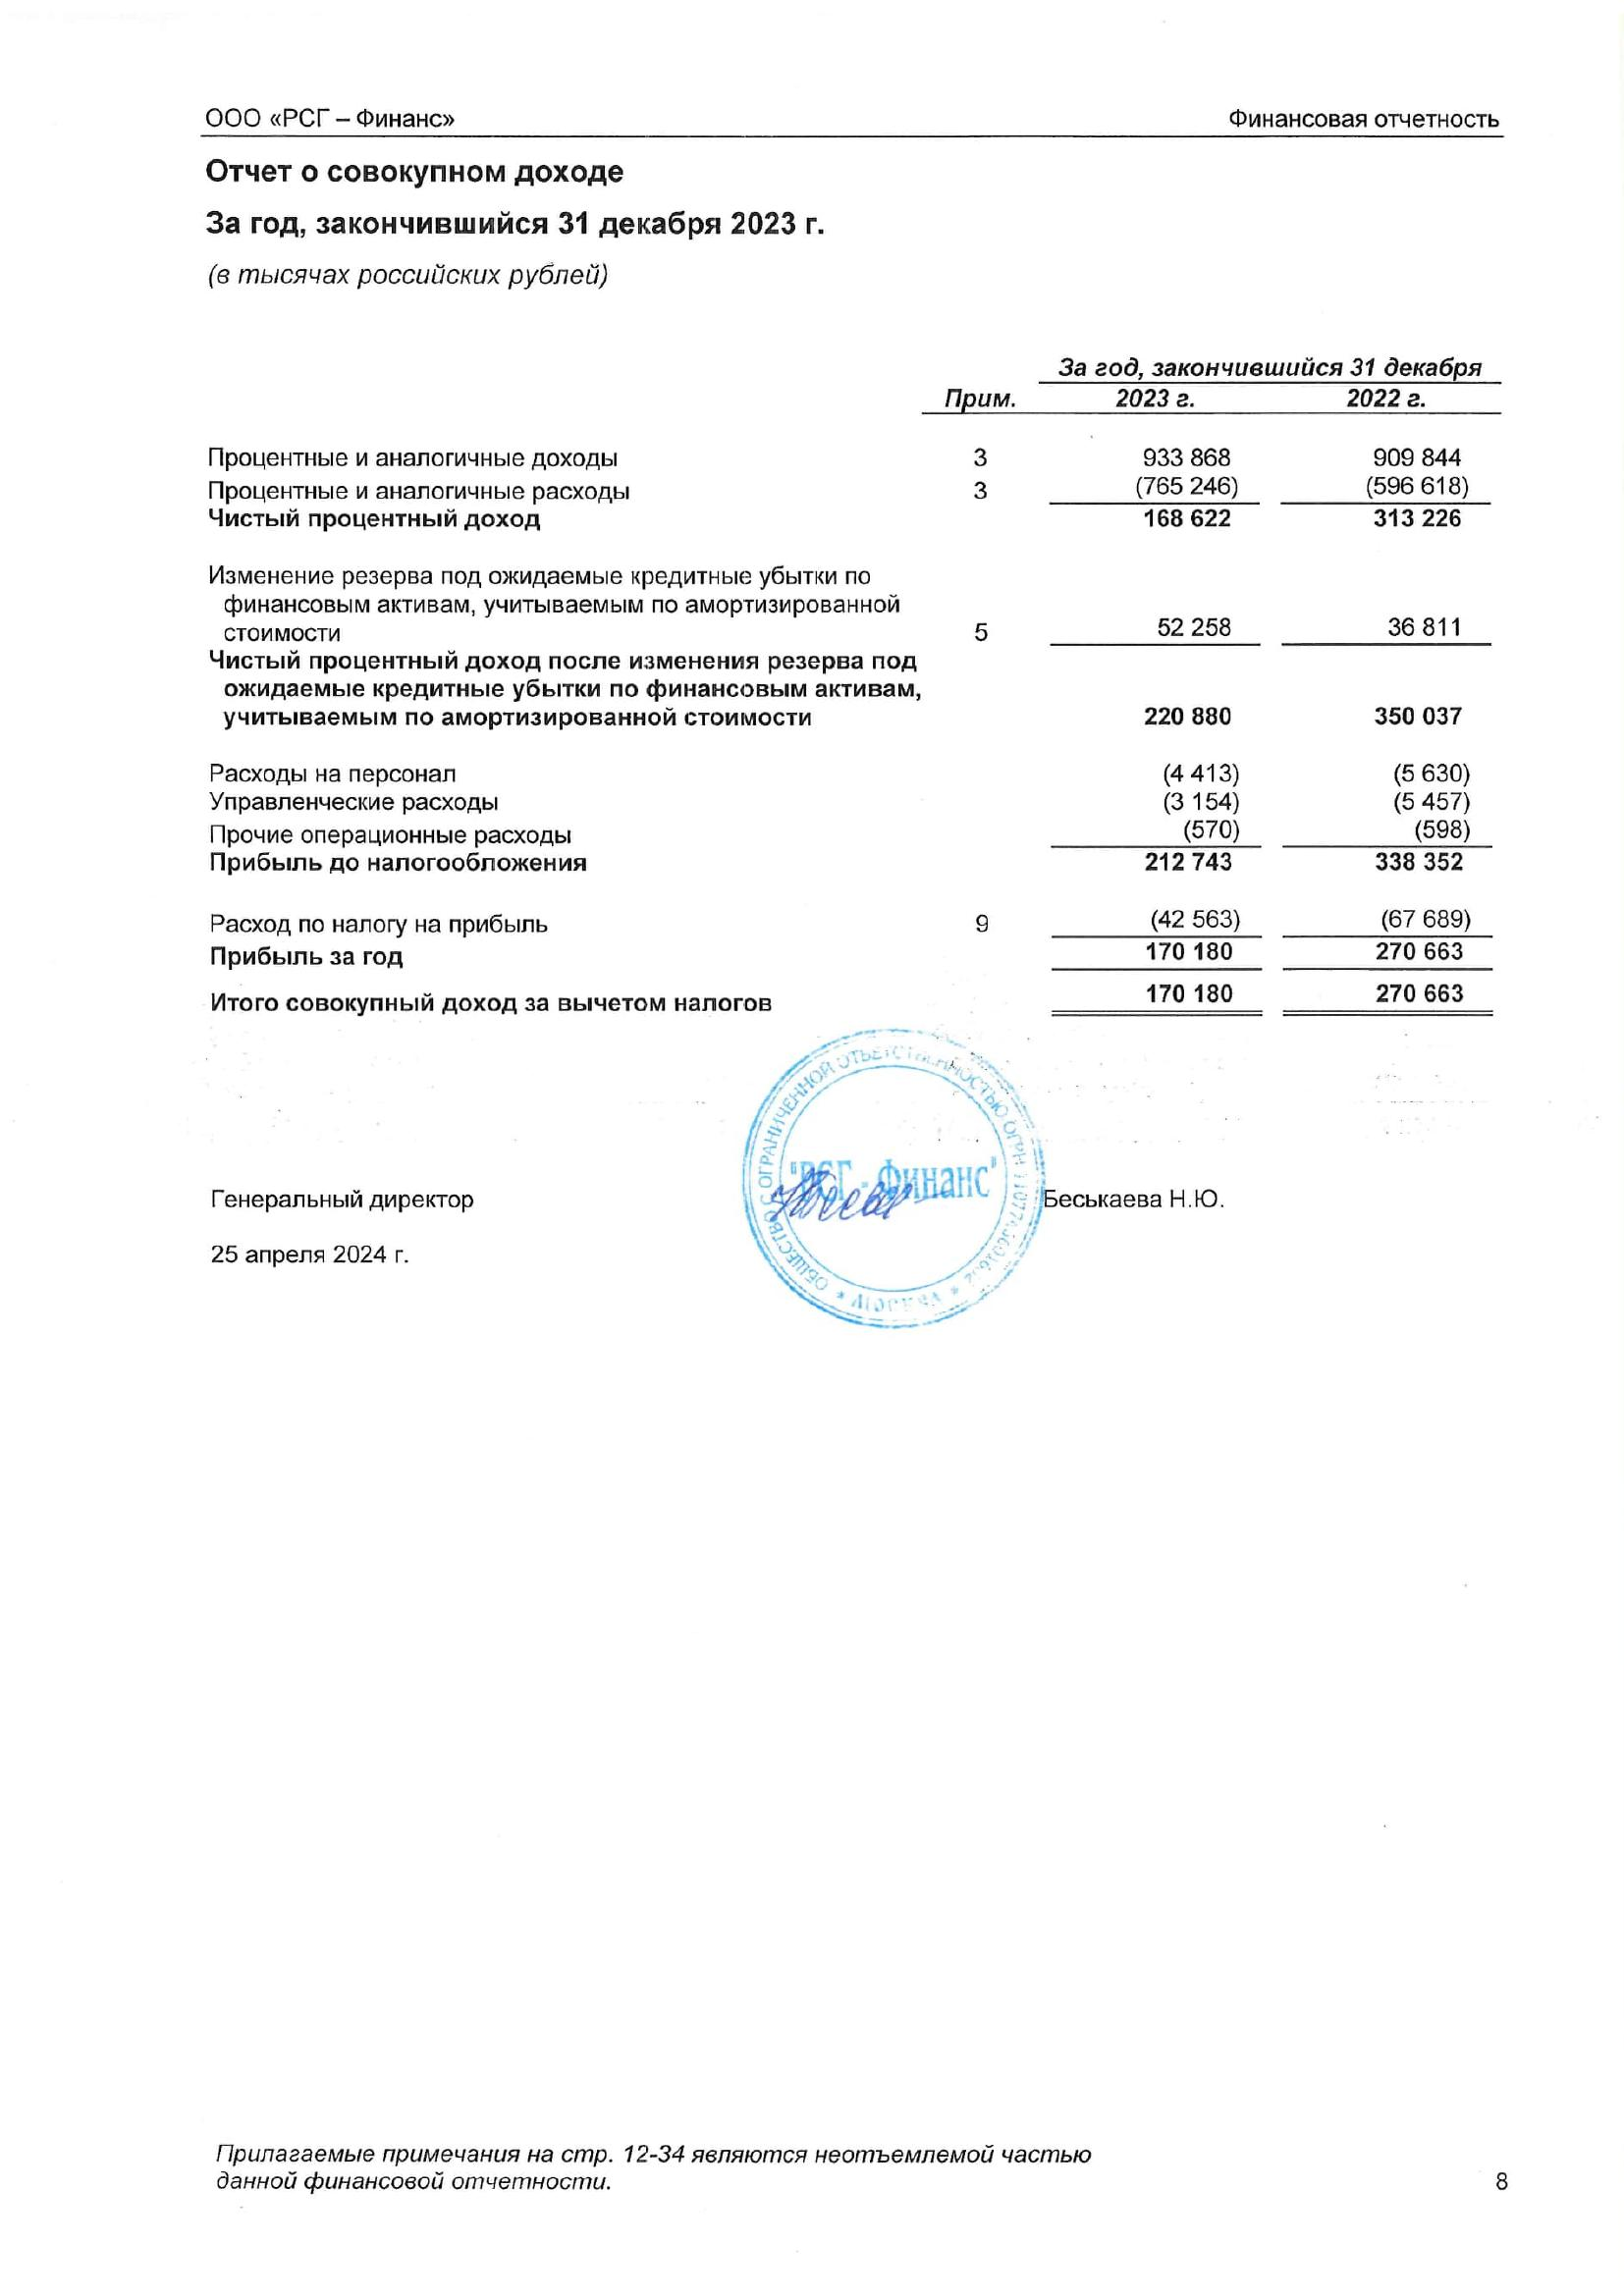 ООО «РСГ – Финанс» Финансовая отчетность
Отчет о совокупном доходе
За год, закончившийся 31 декабря 2023 г.
(в тысячах российских рублей)
За год, закончившийся 31 декабря
Прим. 2023 г. 2022 г.
Процентные и аналогичные доходы 3 933 868 909 844
Процентные и аналогичные расходы 3 (765 246) (596 618)
Чистый процентный доход 168 622 313 226
Изменение резерва под ожидаемые кредитные убытки по
финансовым активам, учитываемым по амортизированной
стоимости 5 52 258 36 811
Чистый процентный доход после изменения резерва под
ожидаемые кредитные убытки по финансовым активам,
учитываемым по амортизированной стоимости 220 880 350 037
Расходы на персонал (4 413) (5 630)
Управленческие расходы (3 154) (5 457)
Прочие операционные расходы (570) (598)
Прибыль до налогообложения 212 743 338 352
Расход по налогу на прибыль 9 (42 563) (67 689)
Прибыль за год 170 180 270 663
Итого совокупный доход за вычетом налогов 170 180 270 663
ОБЩЕСТВО С ОГРАНИЧЕННОЙ ОТВЕТСТВЕННОСТЬЮ ОГРН
* МОСКВА *
"РСГ - Финанс"
Генеральный директор Беськаева Н.Ю.
25 апреля 2024 г.
Прилагаемые примечания на стр. 12-34 являются неотъемлемой частью
данной финансовой отчетности. 8